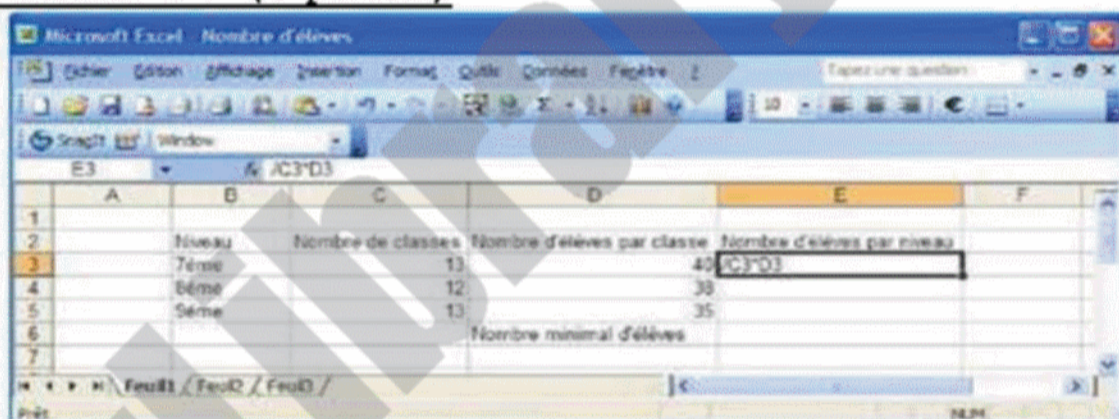 Microsoft Excel - Nombre d'élèves
Fichier Edition Affichage Insertion Format Outils Données Fenêtre ? Tapez une question
10
SnagIt Window
E3 fx /C3*D3
A B C D E F
1
2 Niveau Nombre de classes Nombre d'élèves par classe Nombre d'élèves par niveau
3 7ème 13 40 /C3*D3
4 8ème 12 38
5 9ème 13 35
6 Nombre minimal d'élèves
7
Feuil1 / Feuil2 / Feuil3 /
Prêt NUM